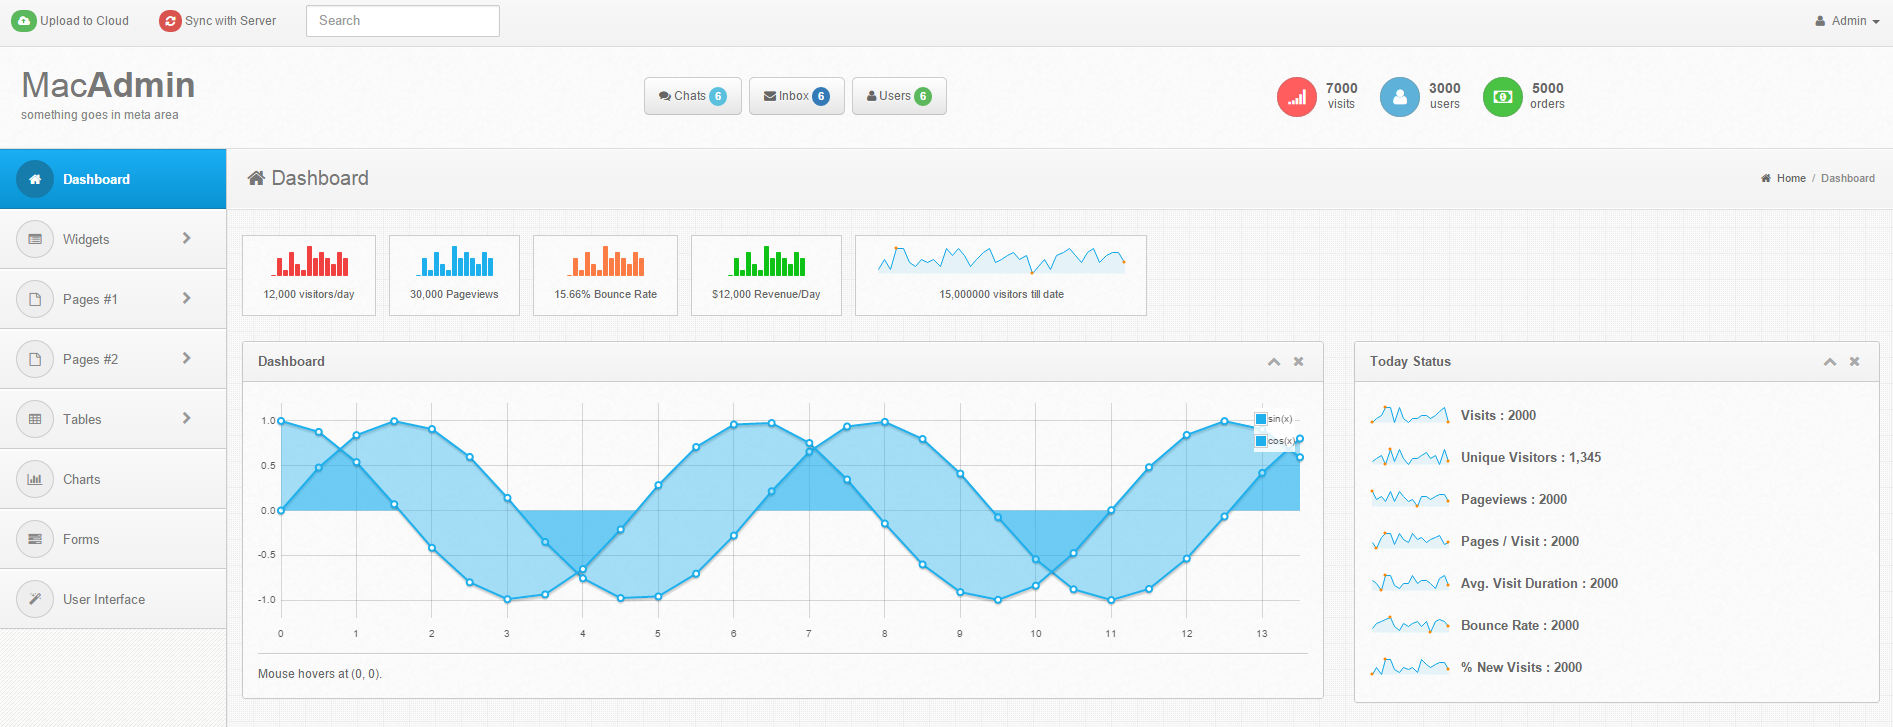 Upload to Cloud
Sync with Server
Search
Admin
MacAdmin
something goes in meta area
Chats 6
Inbox 6
Users 6
7000
visits
3000
users
5000
orders
Dashboard
Widgets
Pages #1
Pages #2
Tables
Charts
Forms
User Interface
Dashboard
Home / Dashboard
12,000 visitors/day
30,000 Pageviews
15.66% Bounce Rate
$12,000 Revenue/Day
15,000000 visitors till date
Dashboard
1.0
0.5
0.0
-0.5
-1.0
0 1 2 3 4 5 6 7 8 9 10 11 12 13
sin(x)
cos(x)
Mouse hovers at (0, 0).
Today Status
Visits : 2000
Unique Visitors : 1,345
Pageviews : 2000
Pages / Visit : 2000
Avg. Visit Duration : 2000
Bounce Rate : 2000
% New Visits : 2000